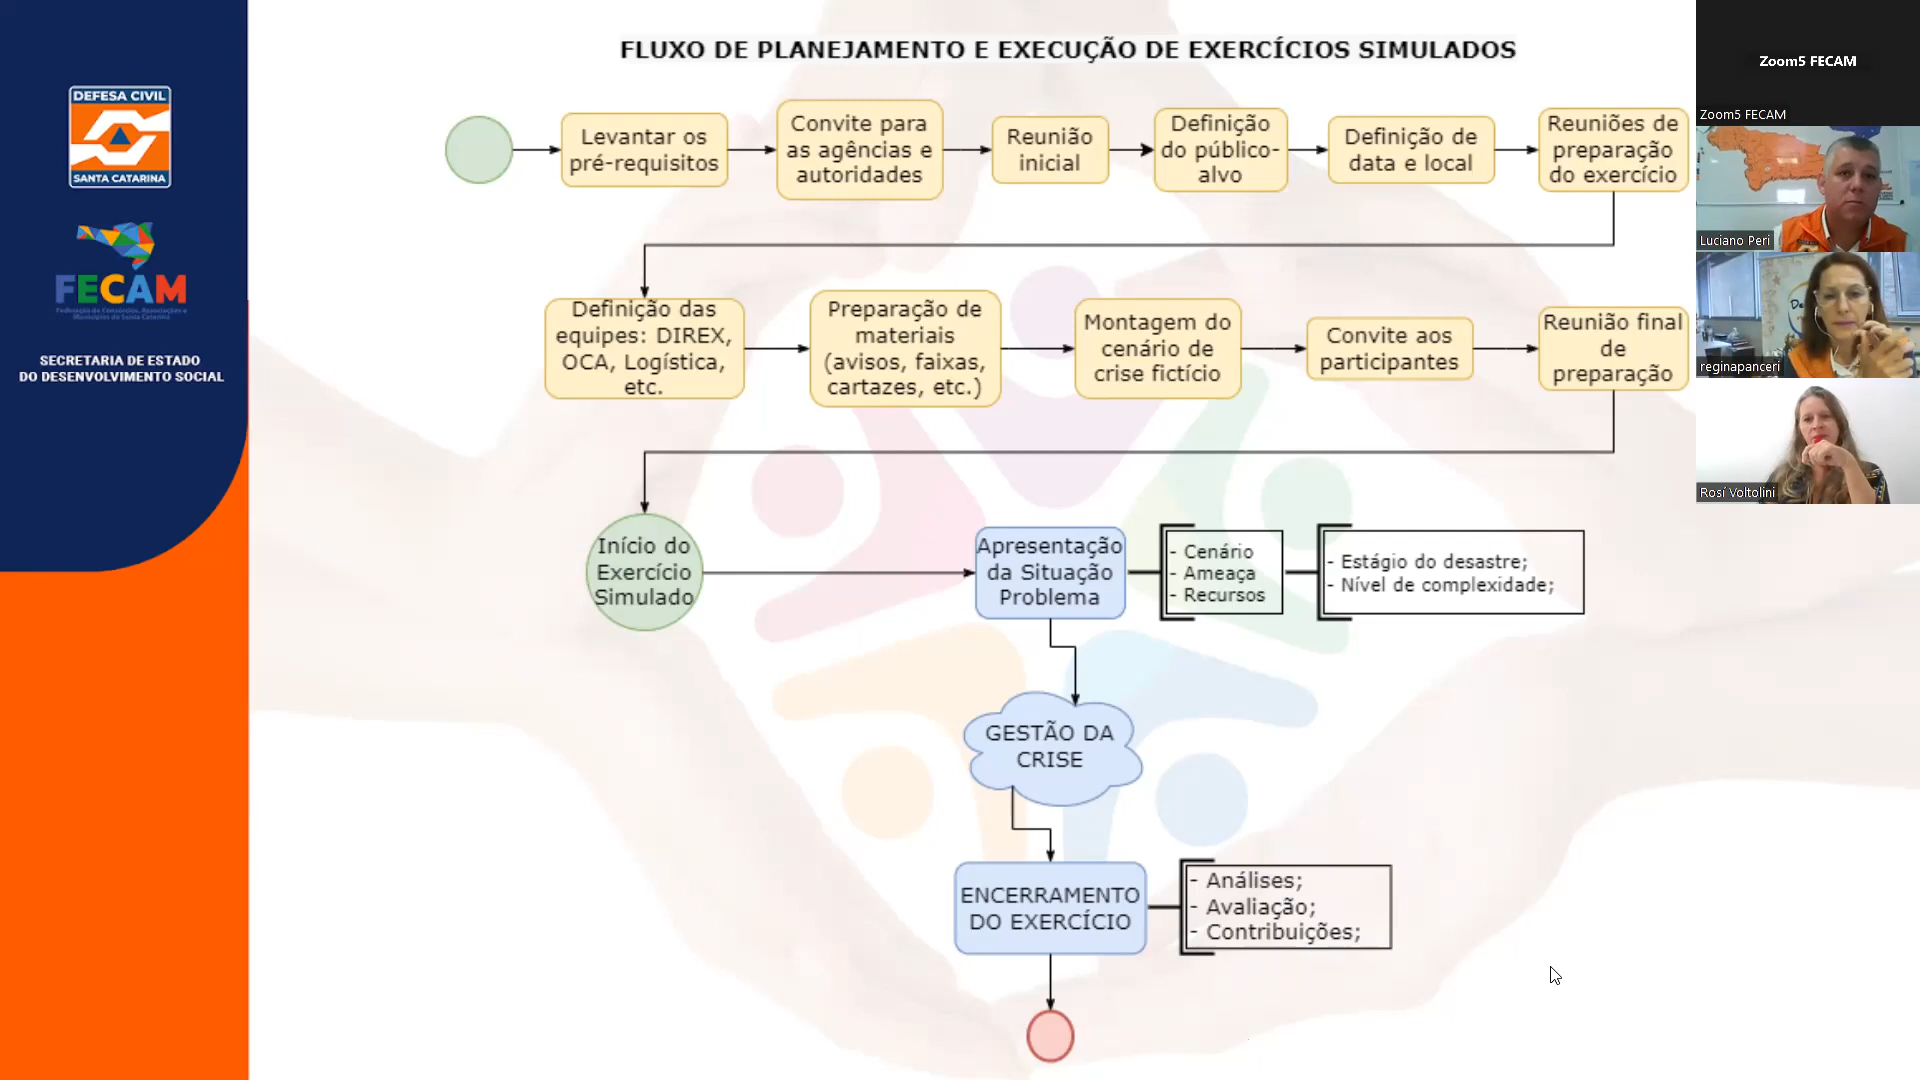 FLUXO DE PLANEJAMENTO E EXECUÇÃO DE EXERCÍCIOS SIMULADOS
DEFESA CIVIL
SANTA CATARINA
FECAM
SECRETARIA DE ESTADO
DO DESENVOLVIMENTO SOCIAL
Levantar os
pré-requisitos
Convite para
as agências e
autoridades
Reunião
inicial
Definição
do público-
alvo
Definição de
data e local
Reuniões de
preparação
do exercício
Definição das
equipes: DIREX,
OCA, Logística,
etc.
Preparação de
materiais
(avisos, faixas,
cartazes, etc.)
Montagem do
cenário de
crise fictício
Convite aos
participantes
Reunião final
de
preparação
Início do
Exercício
Simulado
Apresentação
da Situação
Problema
- Cenário
- Ameaça
- Recursos
- Estágio do desastre;
- Nível de complexidade;
GESTÃO DA
CRISE
ENCERRAMENTO
DO EXERCÍCIO
- Análises;
- Avaliação;
- Contribuições;
Zoom5 FECAM
Zoom5 FECAM
Luciano Peri
reginapanceri
Rosí Voltolini